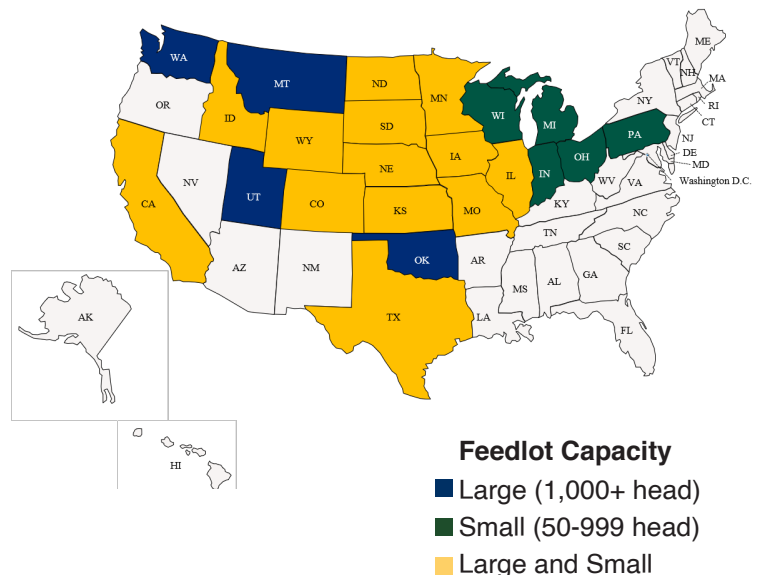 ME
WA
VT
NH
MT
ND
MA
MN
OR
NY
RI
ID
WI
MI
CT
SD
PA
WY
NJ
IA
DE
NE
OH
MD
IL
IN
Washington D.C.
NV
WV
VA
UT
CO
CA
KS
MO
KY
NC
TN
OK
AR
SC
AZ
NM
GA
MS
AL
AK
TX
LA
FL
HI
Feedlot Capacity
Large (1,000+ head)
Small (50-999 head)
Large and Small